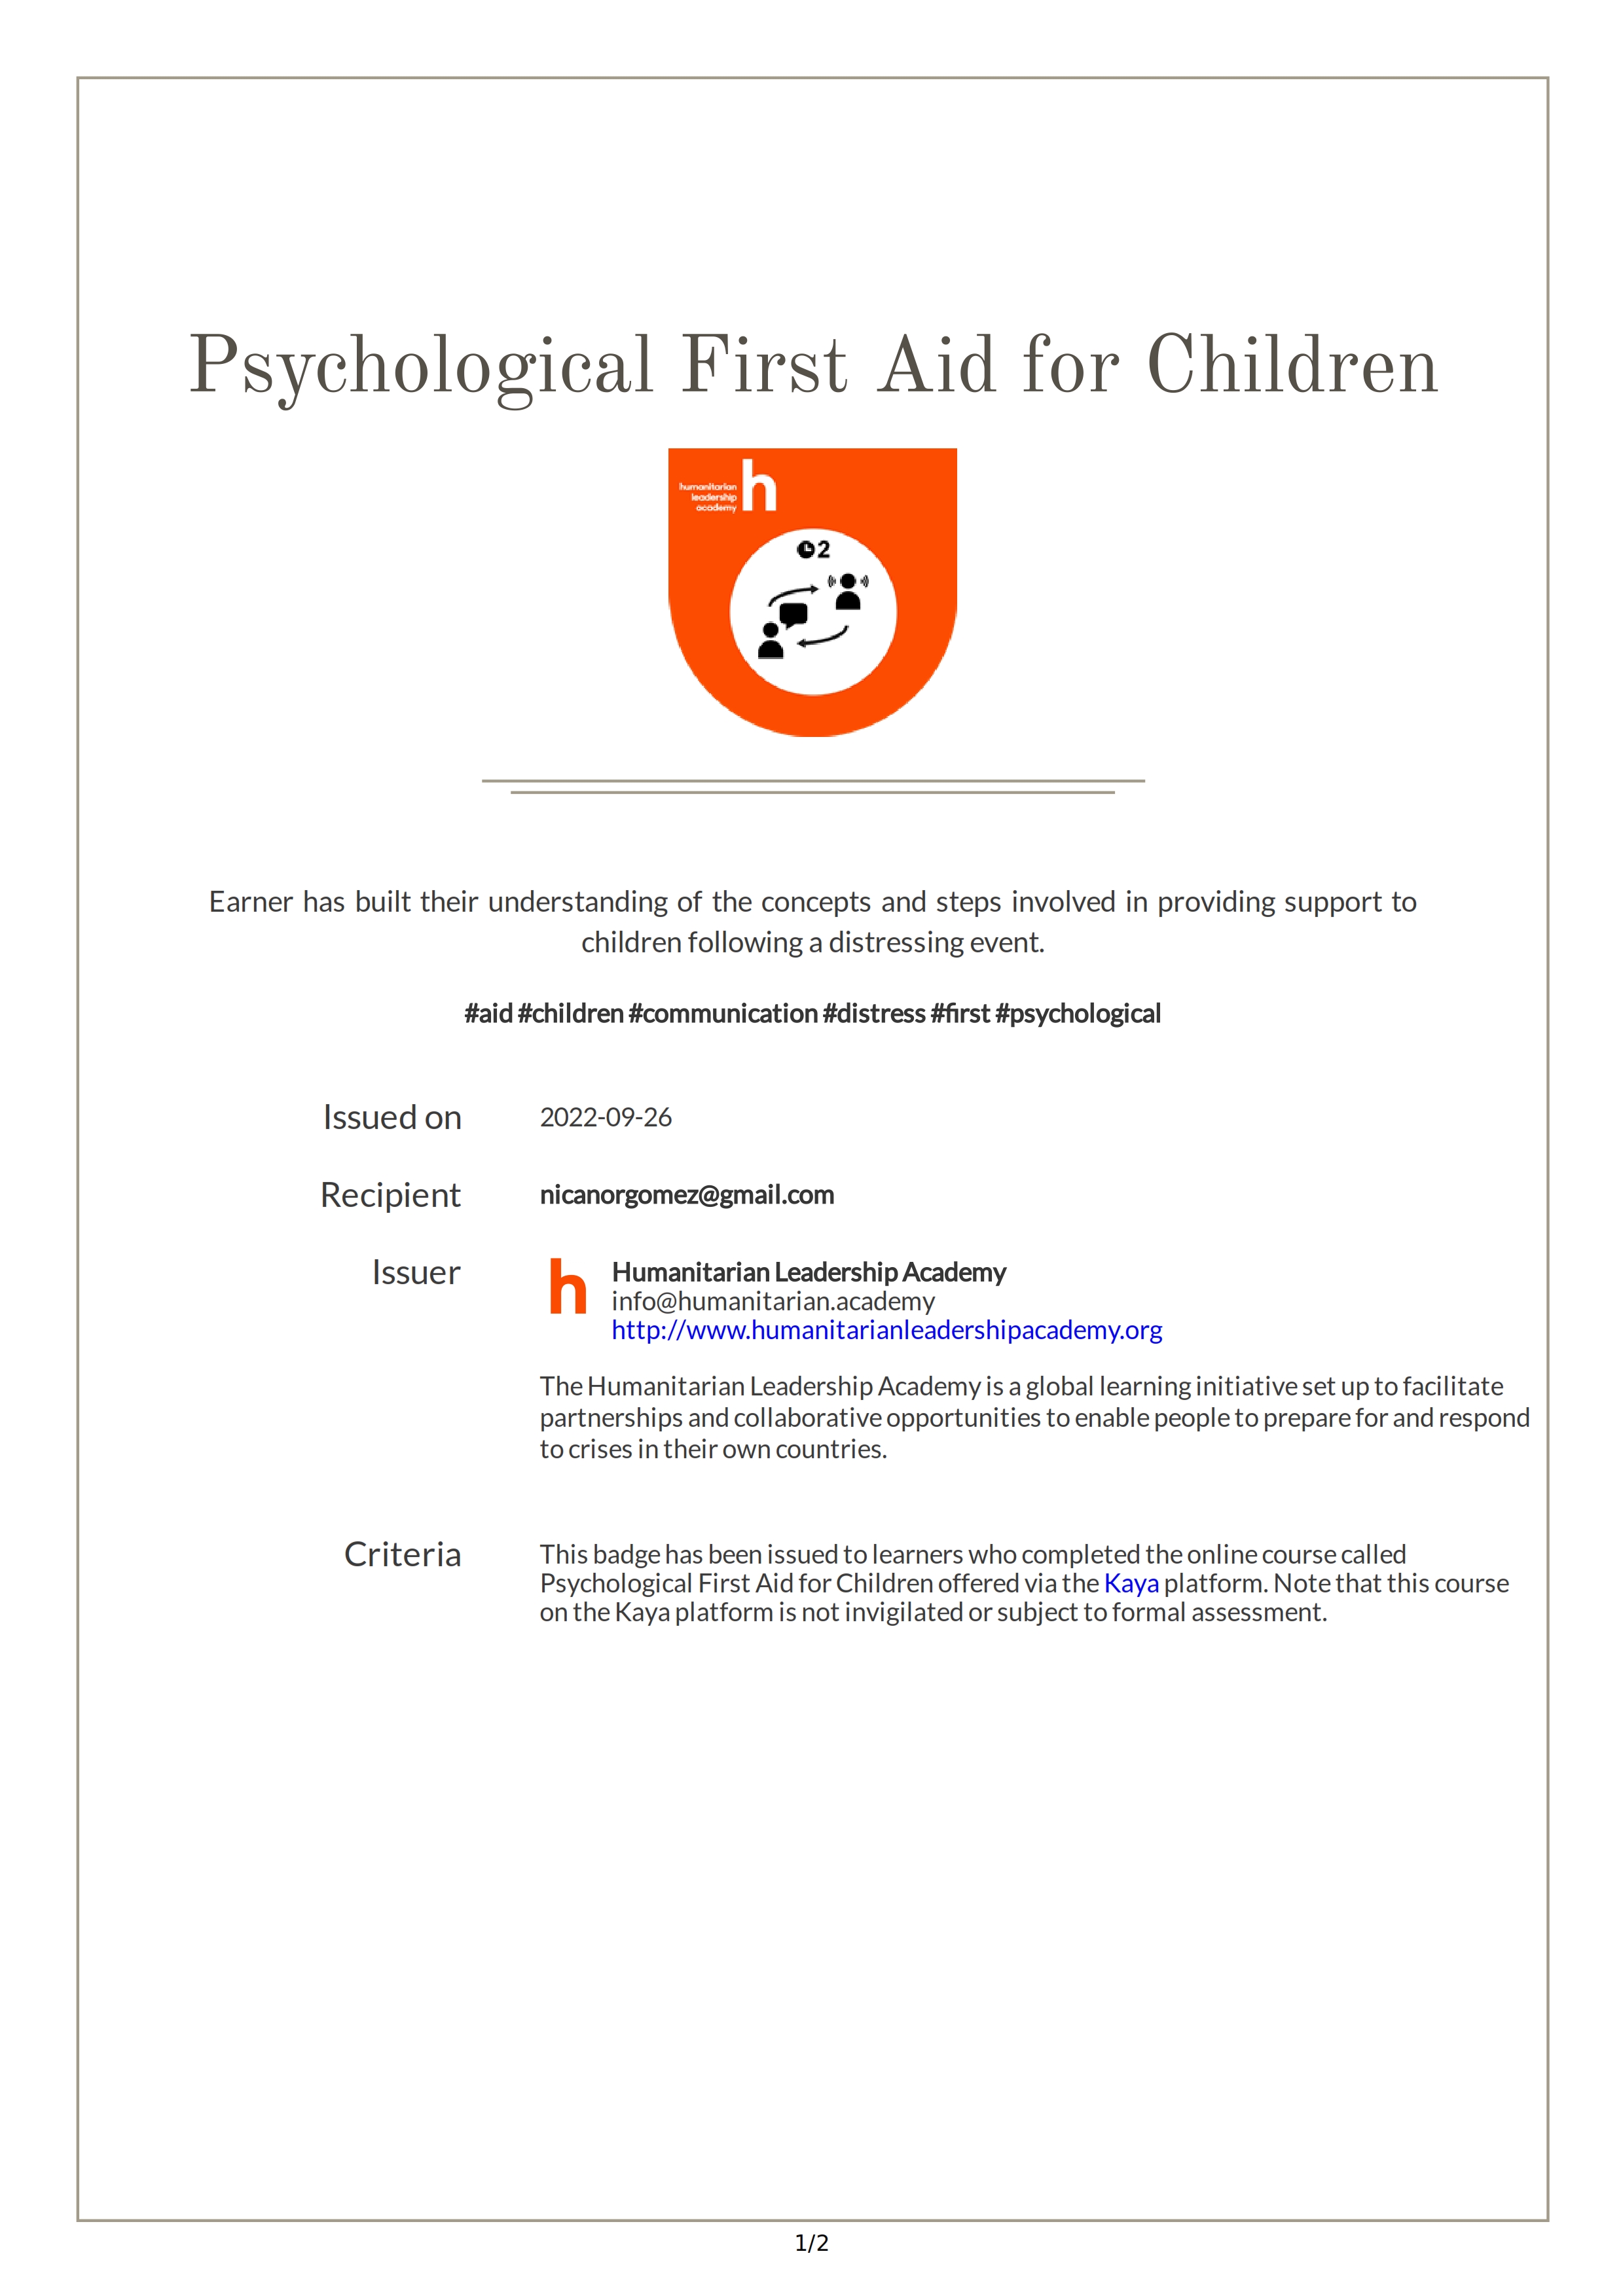 Psychological First Aid for Children
humanitarian
leadership
academy
h
2
Earner has built their understanding of the concepts and steps involved in providing support to
children following a distressing event.
#aid #children #communication #distress #first #psychological
Issued on 2022-09-26
Recipient nicanorgomez@gmail.com
Issuer h Humanitarian Leadership Academy
info@humanitarian.academy
http://www.humanitarianleadershipacademy.org
The Humanitarian Leadership Academy is a global learning initiative set up to facilitate
partnerships and collaborative opportunities to enable people to prepare for and respond
to crises in their own countries.
Criteria This badge has been issued to learners who completed the online course called
Psychological First Aid for Children offered via the Kaya platform. Note that this course
on the Kaya platform is not invigilated or subject to formal assessment.
1/2